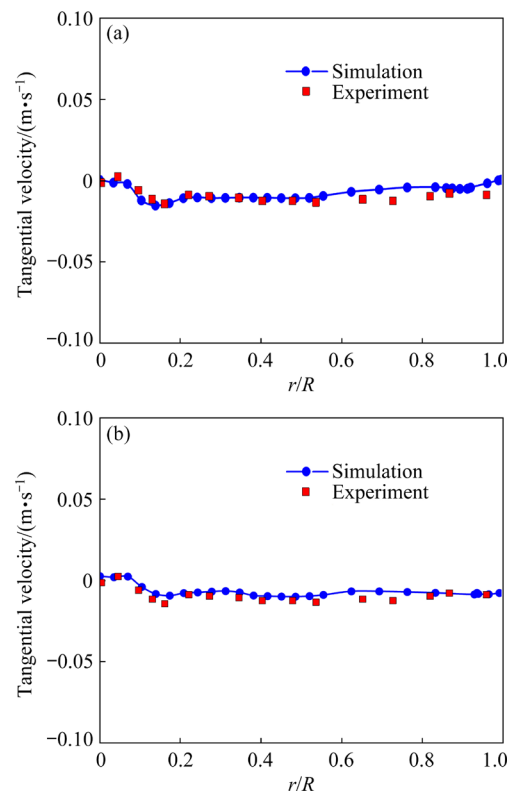 0.10
(a)
Simulation
Experiment
0.05
0
−0.05
−0.10
Tangential velocity/(m•s⁻¹)
0
0.2
0.4
0.6
0.8
1.0
r/R
0.10
(b)
Simulation
Experiment
0.05
0
−0.05
−0.10
Tangential velocity/(m•s⁻¹)
0
0.2
0.4
0.6
0.8
1.0
r/R